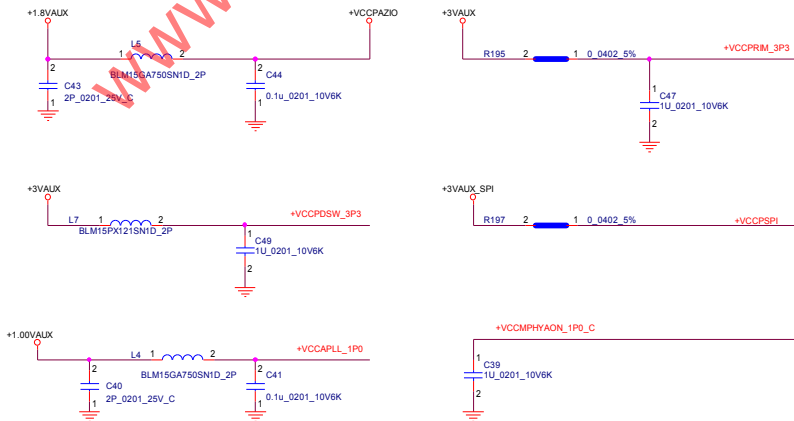 +1.8VAUX
+VCCPAZIO
L5
1
2
BLM15GA750SN1D_2P
2
C43
2P_0201_25V_C
1
2
C44
0.1u_0201_10V6K
1
www
+3VAUX
R195
2
1
0_0402_5%
+VCCPRIM_3P3
1
C47
1U_0201_10V6K
2
+3VAUX
L7
1
2
BLM15PX121SN1D_2P
+VCCPDSW_3P3
1
C49
1U_0201_10V6K
2
+3VAUX_SPI
R197
2
1
0_0402_5%
+VCCPSPI
+1.00VAUX
L4
1
2
BLM15GA750SN1D_2P
+VCCAPLL_1P0
2
C40
2P_0201_25V_C
1
2
C41
0.1u_0201_10V6K
1
+VCCMPHYAON_1P0_C
1
C39
1U_0201_10V6K
2